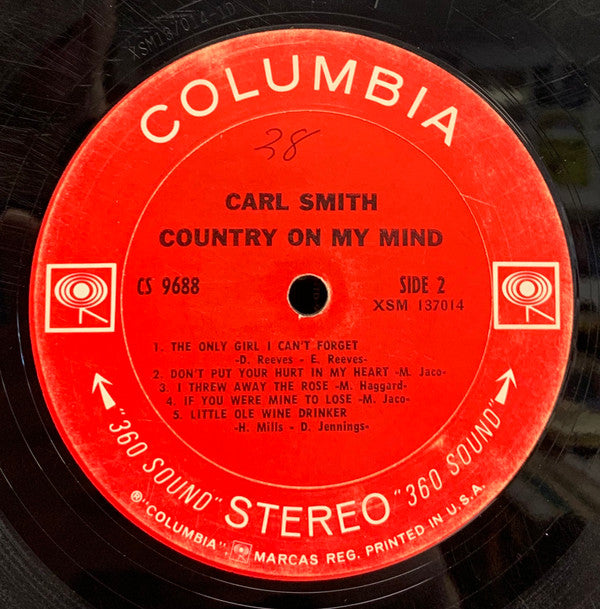 XSM137014-1D
COLUMBIA
38
CARL SMITH
COUNTRY ON MY MIND
CS 9688
SIDE 2
XSM 137014
1. THE ONLY GIRL I CAN'T FORGET
-D. Reeves - E. Reeves-
2. DON'T PUT YOUR HURT IN MY HEART -M. Jaco-
3. I THREW AWAY THE ROSE -M. Haggard-
4. IF YOU WERE MINE TO LOSE -M. Jaco-
5. LITTLE OLE WINE DRINKER
-H. Mills - D. Jennings-
"360 SOUND" STEREO "360 SOUND"
®"COLUMBIA", MARCAS REG. PRINTED IN U.S.A.